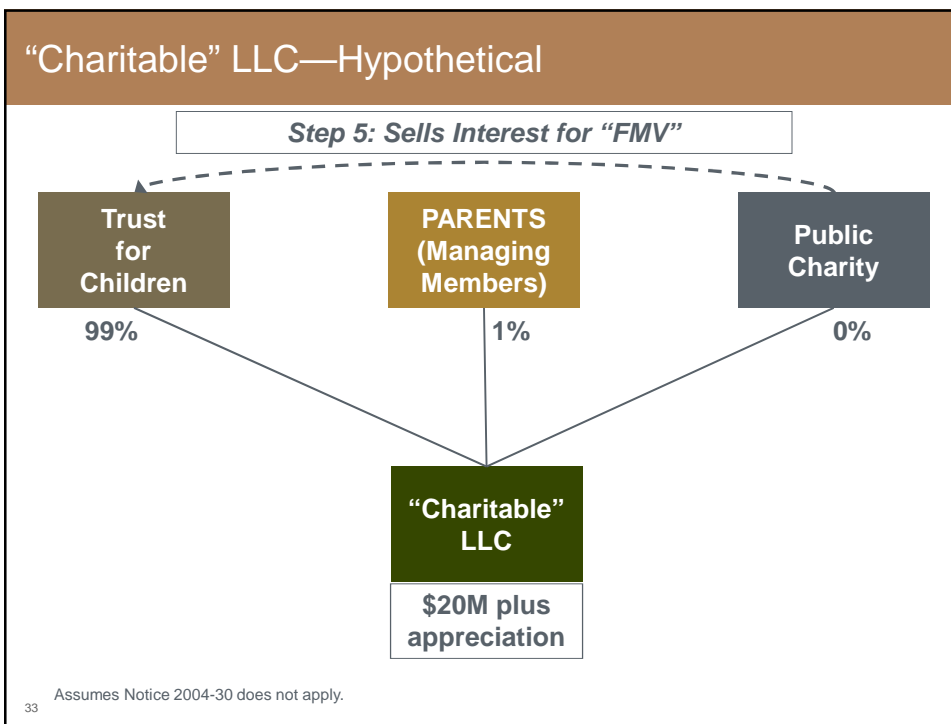 “Charitable” LLC—Hypothetical
Step 5: Sells Interest for “FMV”
Trust
for
Children
PARENTS
(Managing
Members)
Public
Charity
99%
1%
0%
“Charitable”
LLC
$20M plus
appreciation
Assumes Notice 2004-30 does not apply.
33